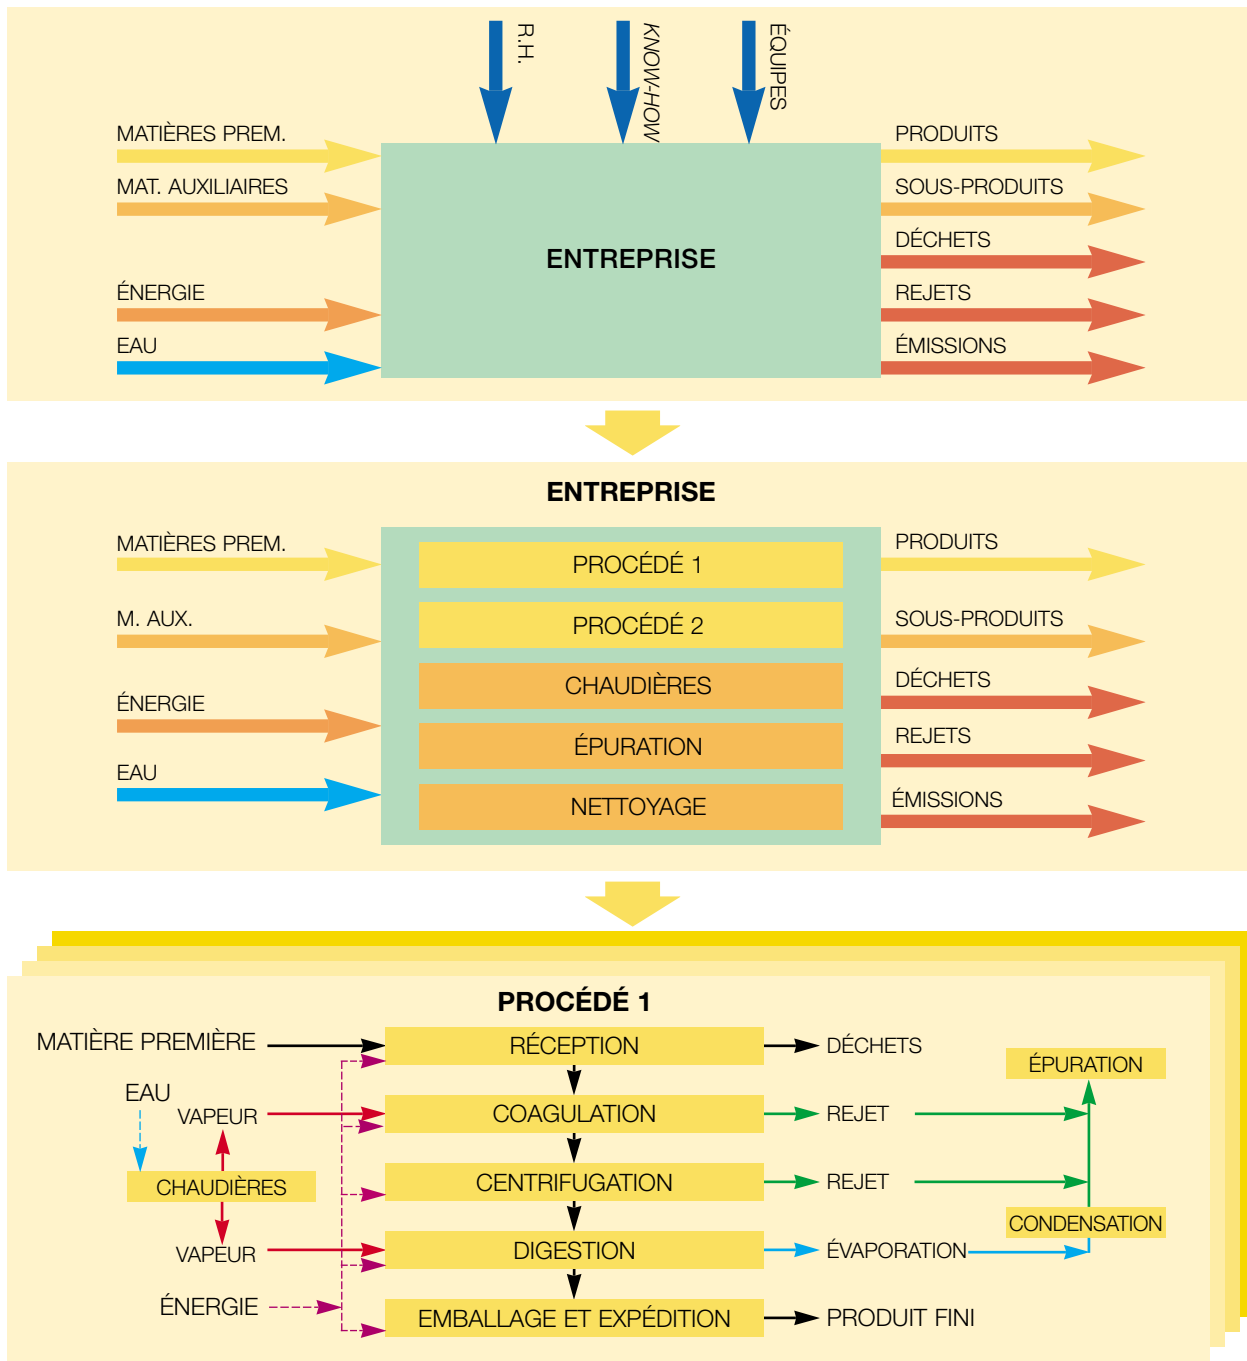 R.H.
KNOW-HOW
ÉQUIPES
MATIÈRES PREM.
PRODUITS
MAT. AUXILIAIRES
SOUS-PRODUITS
DÉCHETS
ENTREPRISE
ÉNERGIE
REJETS
EAU
ÉMISSIONS
ENTREPRISE
MATIÈRES PREM.
PROCÉDÉ 1
PRODUITS
M. AUX.
PROCÉDÉ 2
SOUS-PRODUITS
CHAUDIÈRES
DÉCHETS
ÉNERGIE
ÉPURATION
REJETS
EAU
NETTOYAGE
ÉMISSIONS
PROCÉDÉ 1
MATIÈRE PREMIÈRE
RÉCEPTION
DÉCHETS
ÉPURATION
EAU
VAPEUR
COAGULATION
REJET
CHAUDIÈRES
CENTRIFUGATION
REJET
CONDENSATION
VAPEUR
DIGESTION
ÉVAPORATION
ÉNERGIE
EMBALLAGE ET EXPÉDITION
PRODUIT FINI